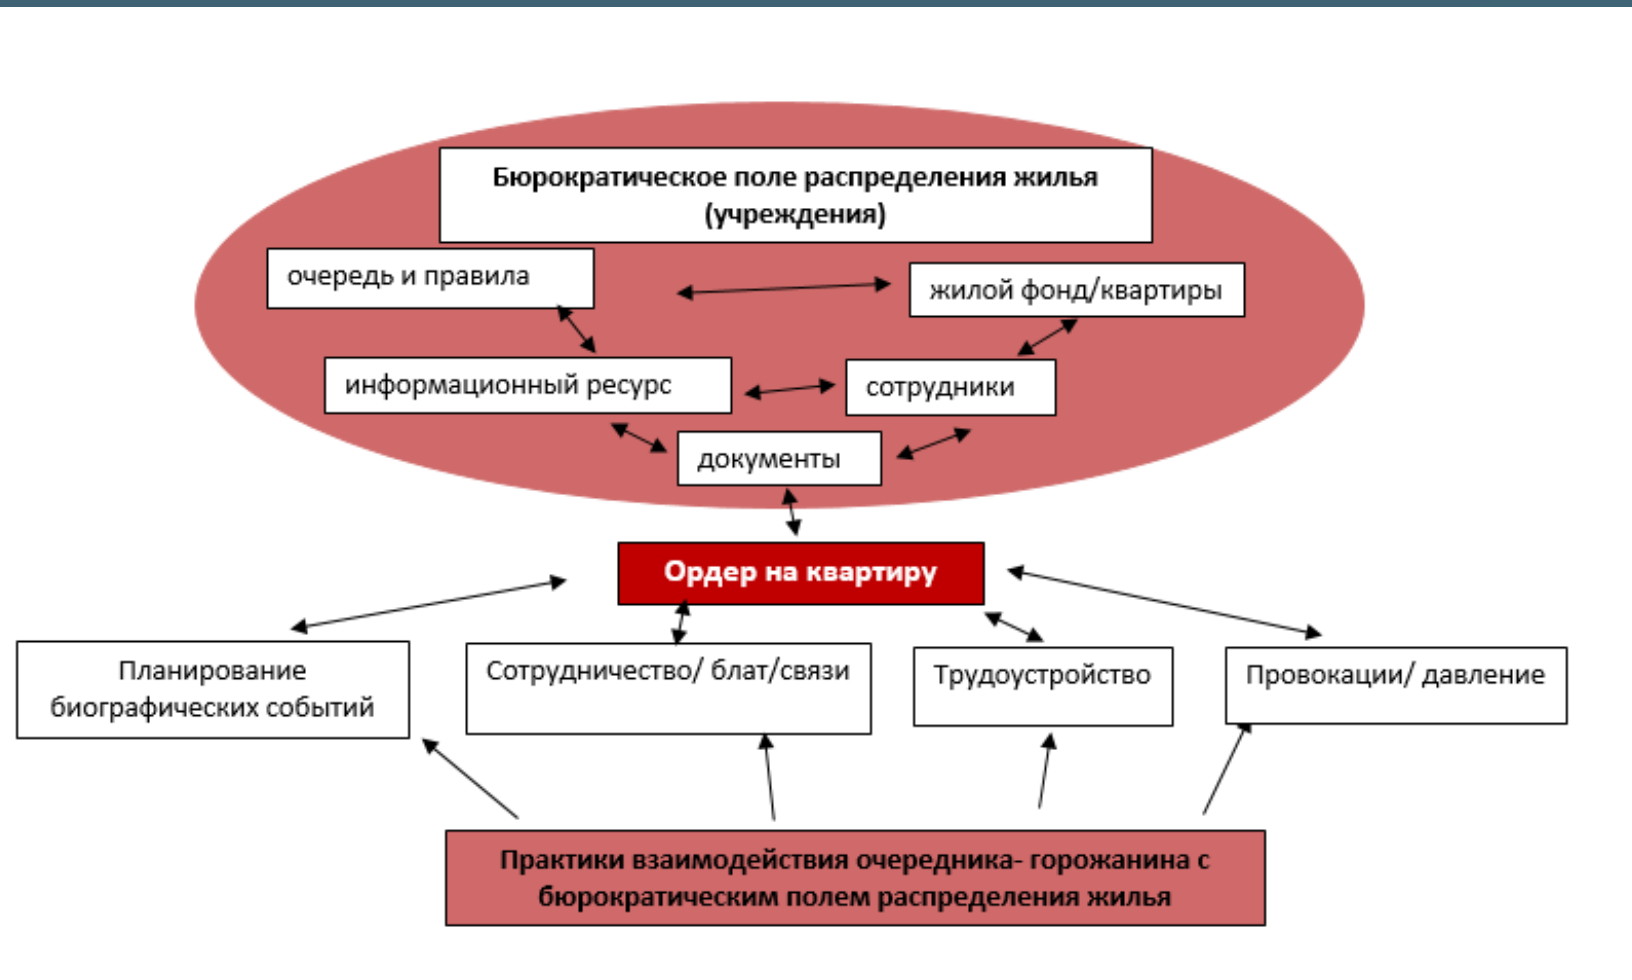 Бюрократическое поле распределения жилья
(учреждения)
очередь и правила
жилой фонд/квартиры
информационный ресурс
сотрудники
документы
Ордер на квартиру
Планирование
биографических событий
Сотрудничество/ блат/связи
Трудоустройство
Провокации/ давление
Практики взаимодействия очередника- горожанина с
бюрократическим полем распределения жилья